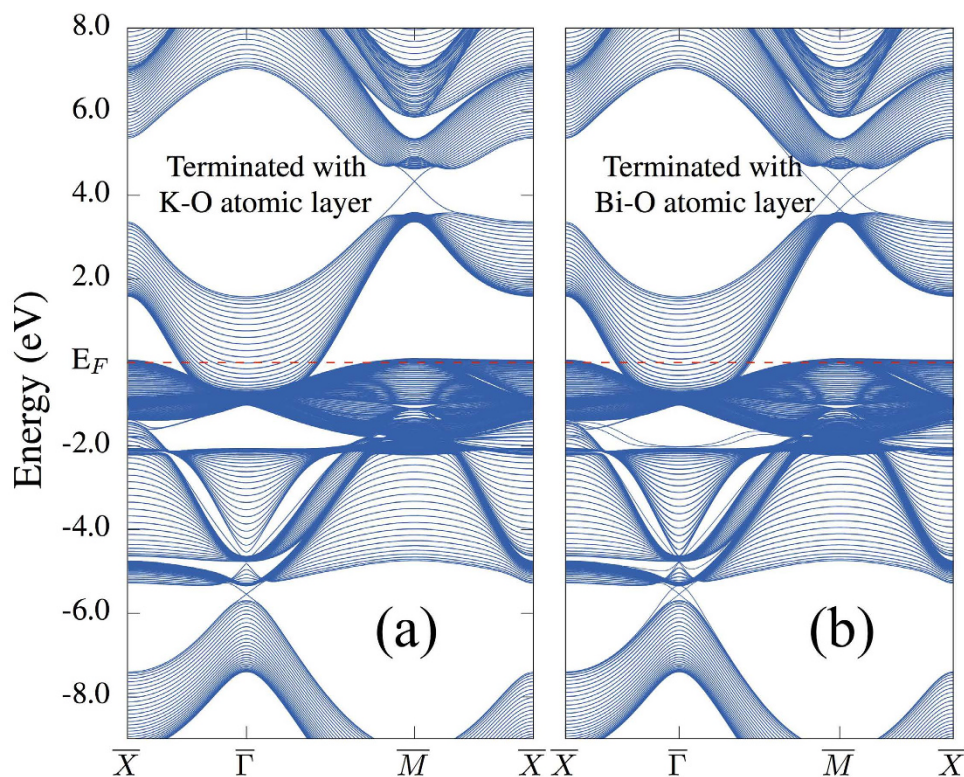 8.0
6.0
4.0
2.0
E_F
-2.0
-4.0
-6.0
-8.0
Energy (eV)
Terminated with
K-O atomic layer
(a)
X̅ Γ̅ M̅ X̅
Terminated with
Bi-O atomic layer
(b)
X̅ Γ̅ M̅ X̅